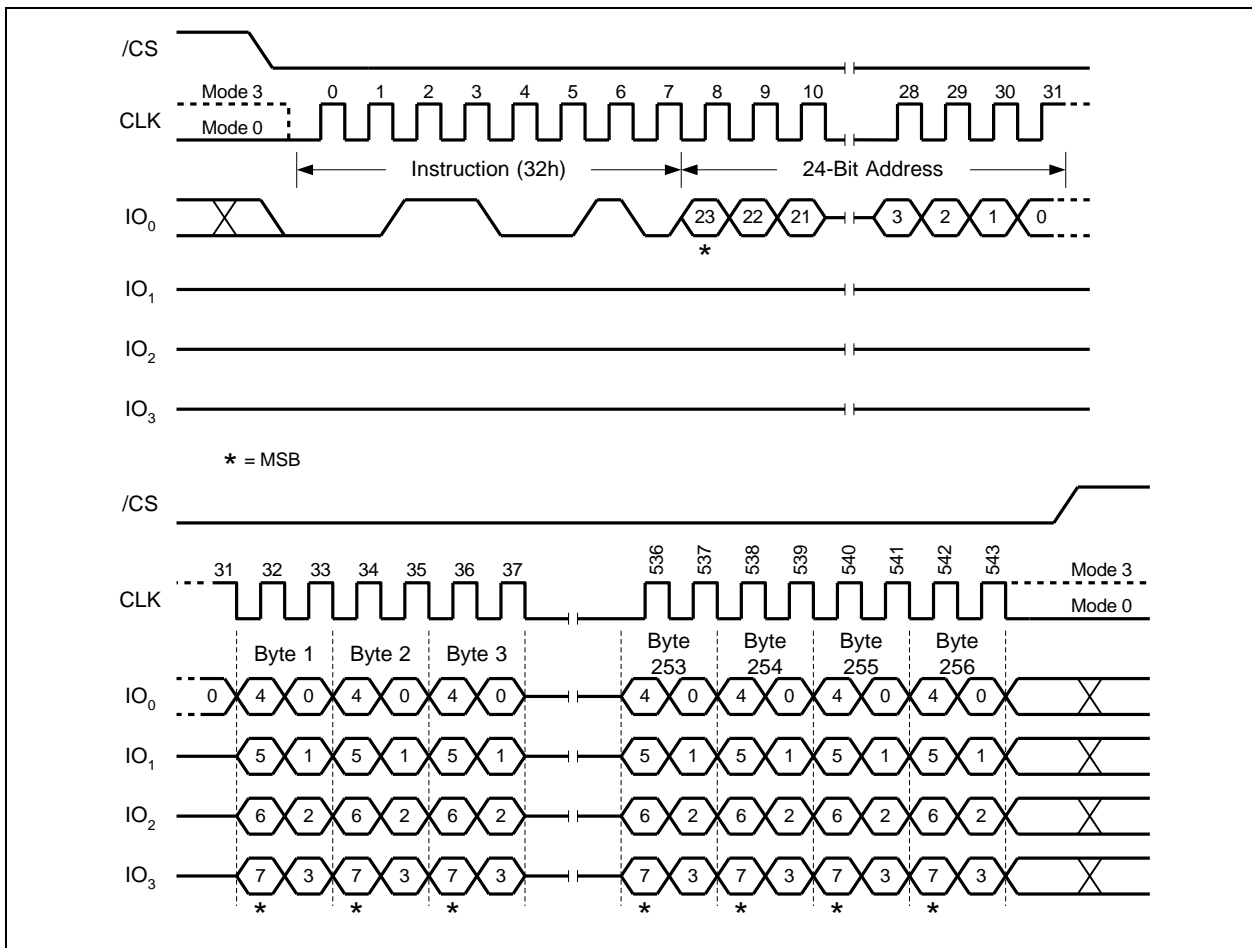 /CS
Mode 3 0 1 2 3 4 5 6 7 8 9 10 28 29 30 31
CLK
Mode 0
Instruction (32h) 24-Bit Address
IO0 23 22 21 3 2 1 0
*
IO1
IO2
IO3
* = MSB
/CS
31 32 33 34 35 36 37 536 537 538 539 540 541 542 543 Mode 3
CLK
Mode 0
Byte 1 Byte 2 Byte 3 Byte 253 Byte 254 Byte 255 Byte 256
IO0 0 4 0 4 0 4 0 4 0 4 0 4 0 4 0
IO1 5 1 5 1 5 1 5 1 5 1 5 1 5 1
IO2 6 2 6 2 6 2 6 2 6 2 6 2 6 2
IO3 7 3 7 3 7 3 7 3 7 3 7 3 7 3
* * * * * * *